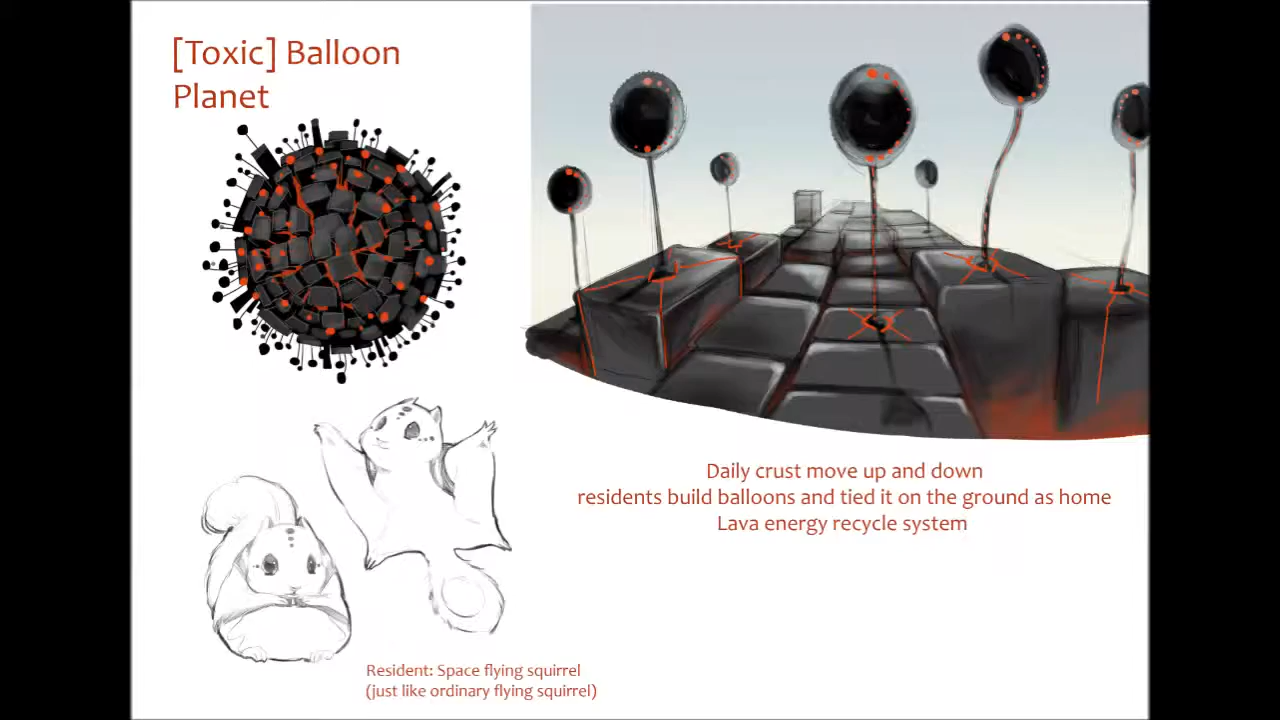 [Toxic] Balloon
Planet
Daily crust move up and down
residents build balloons and tied it on the ground as home
Lava energy recycle system
Resident: Space flying squirrel
(just like ordinary flying squirrel)